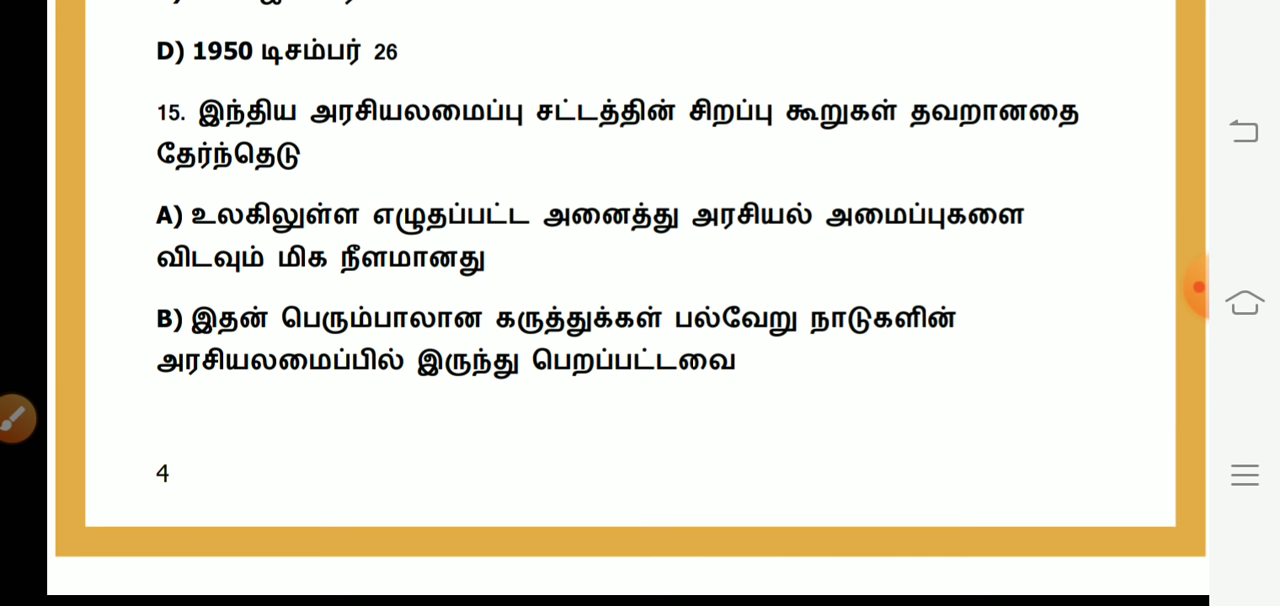 D) 1950 டிசம்பர் 26
15. இந்திய அரசியலமைப்பு சட்டத்தின் சிறப்பு கூறுகள் தவறானதை
தேர்ந்தெடு
A) உலகிலுள்ள எழுதப்பட்ட அனைத்து அரசியல் அமைப்புகளை
விடவும் மிக நீளமானது
B) இதன் பெரும்பாலான கருத்துக்கள் பல்வேறு நாடுகளின்
அரசியலமைப்பில் இருந்து பெறப்பட்டவை
4